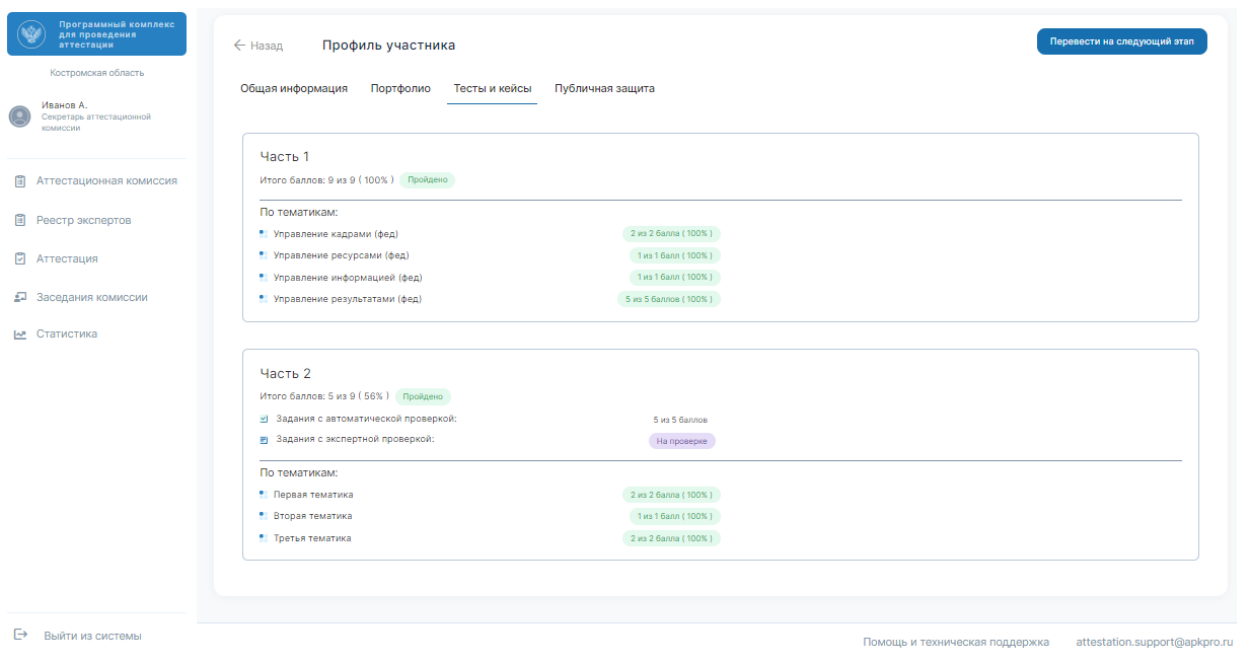 Программный комплекс
для проведения
аттестации
Костромская область
Иванов А.
Секретарь аттестационной
комиссии
Аттестационная комиссия
Реестр экспертов
Аттестация
Заседания комиссии
Статистика
Выйти из системы
Назад
Профиль участника
Перевести на следующий этап
Общая информация
Портфолио
Тесты и кейсы
Публичная защита
Часть 1
Итого баллов: 9 из 9 ( 100% ) Пройдено
По тематикам:
Управление кадрами (фед) 2 из 2 балла ( 100% )
Управление ресурсами (фед) 1 из 1 балл ( 100% )
Управление информацией (фед) 1 из 1 балл ( 100% )
Управление результатами (фед) 5 из 5 баллов ( 100% )
Часть 2
Итого баллов: 5 из 9 ( 56% ) Пройдено
Задания с автоматической проверкой: 5 из 5 баллов
Задания с экспертной проверкой: На проверке
По тематикам:
Первая тематика 2 из 2 балла ( 100% )
Вторая тематика 1 из 1 балл ( 100% )
Третья тематика 2 из 2 балла ( 100% )
Помощь и техническая поддержка attestation.support@apkpro.ru